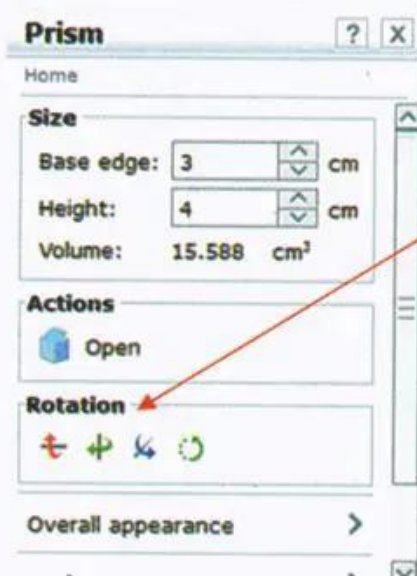 Prism ? X
Home
Size
Base edge: 3 cm
Height: 4 cm
Volume: 15.588 cm³
Actions
Open
Rotation
Overall appearance >